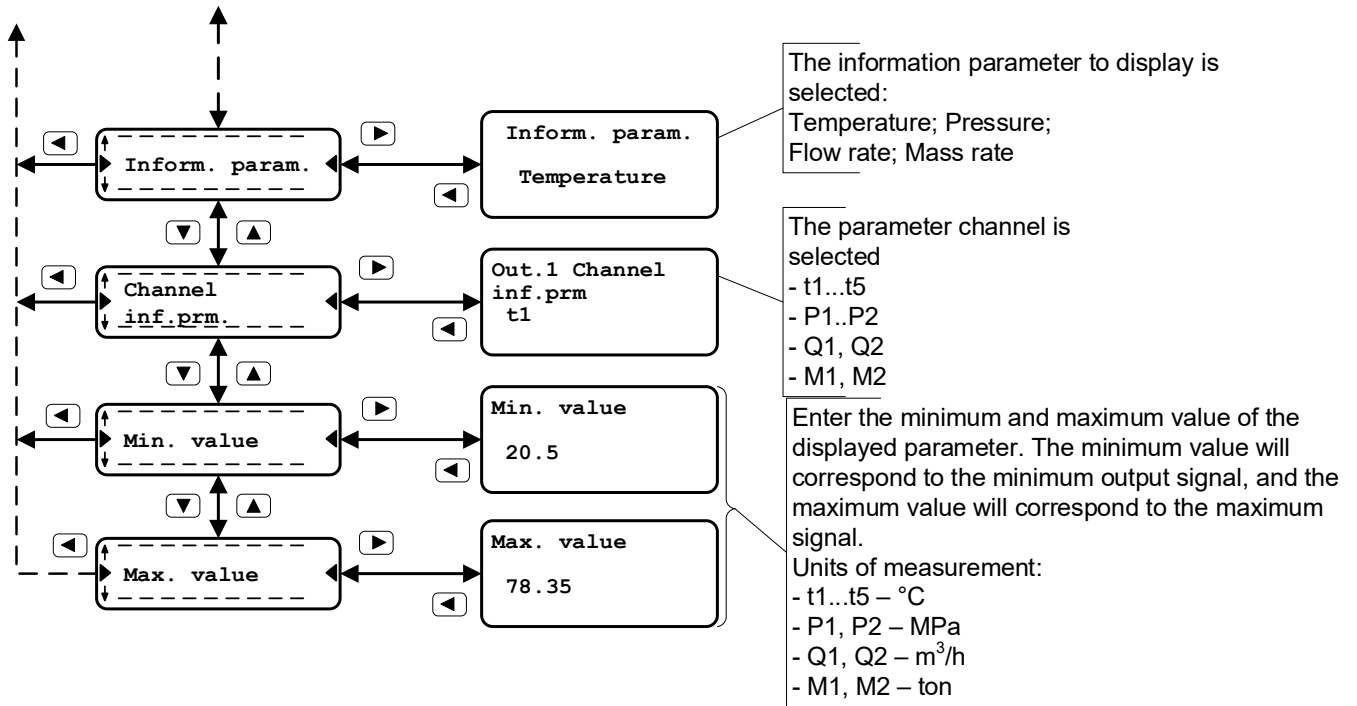 The information parameter to display is
selected:
Temperature; Pressure;
Flow rate; Mass rate
Inform. param.
Inform. param.
Temperature
The parameter channel is
selected
- t1...t5
- P1..P2
- Q1, Q2
- M1, M2
Channel
inf.prm.
Out.1 Channel
inf.prm
t1
Min. value
Min. value
20.5
Enter the minimum and maximum value of the
displayed parameter. The minimum value will
correspond to the minimum output signal, and the
maximum value will correspond to the maximum
signal.
Units of measurement:
- t1...t5 – °C
- P1, P2 – MPa
- Q1, Q2 – m³/h
- M1, M2 – ton
Max. value
Max. value
78.35